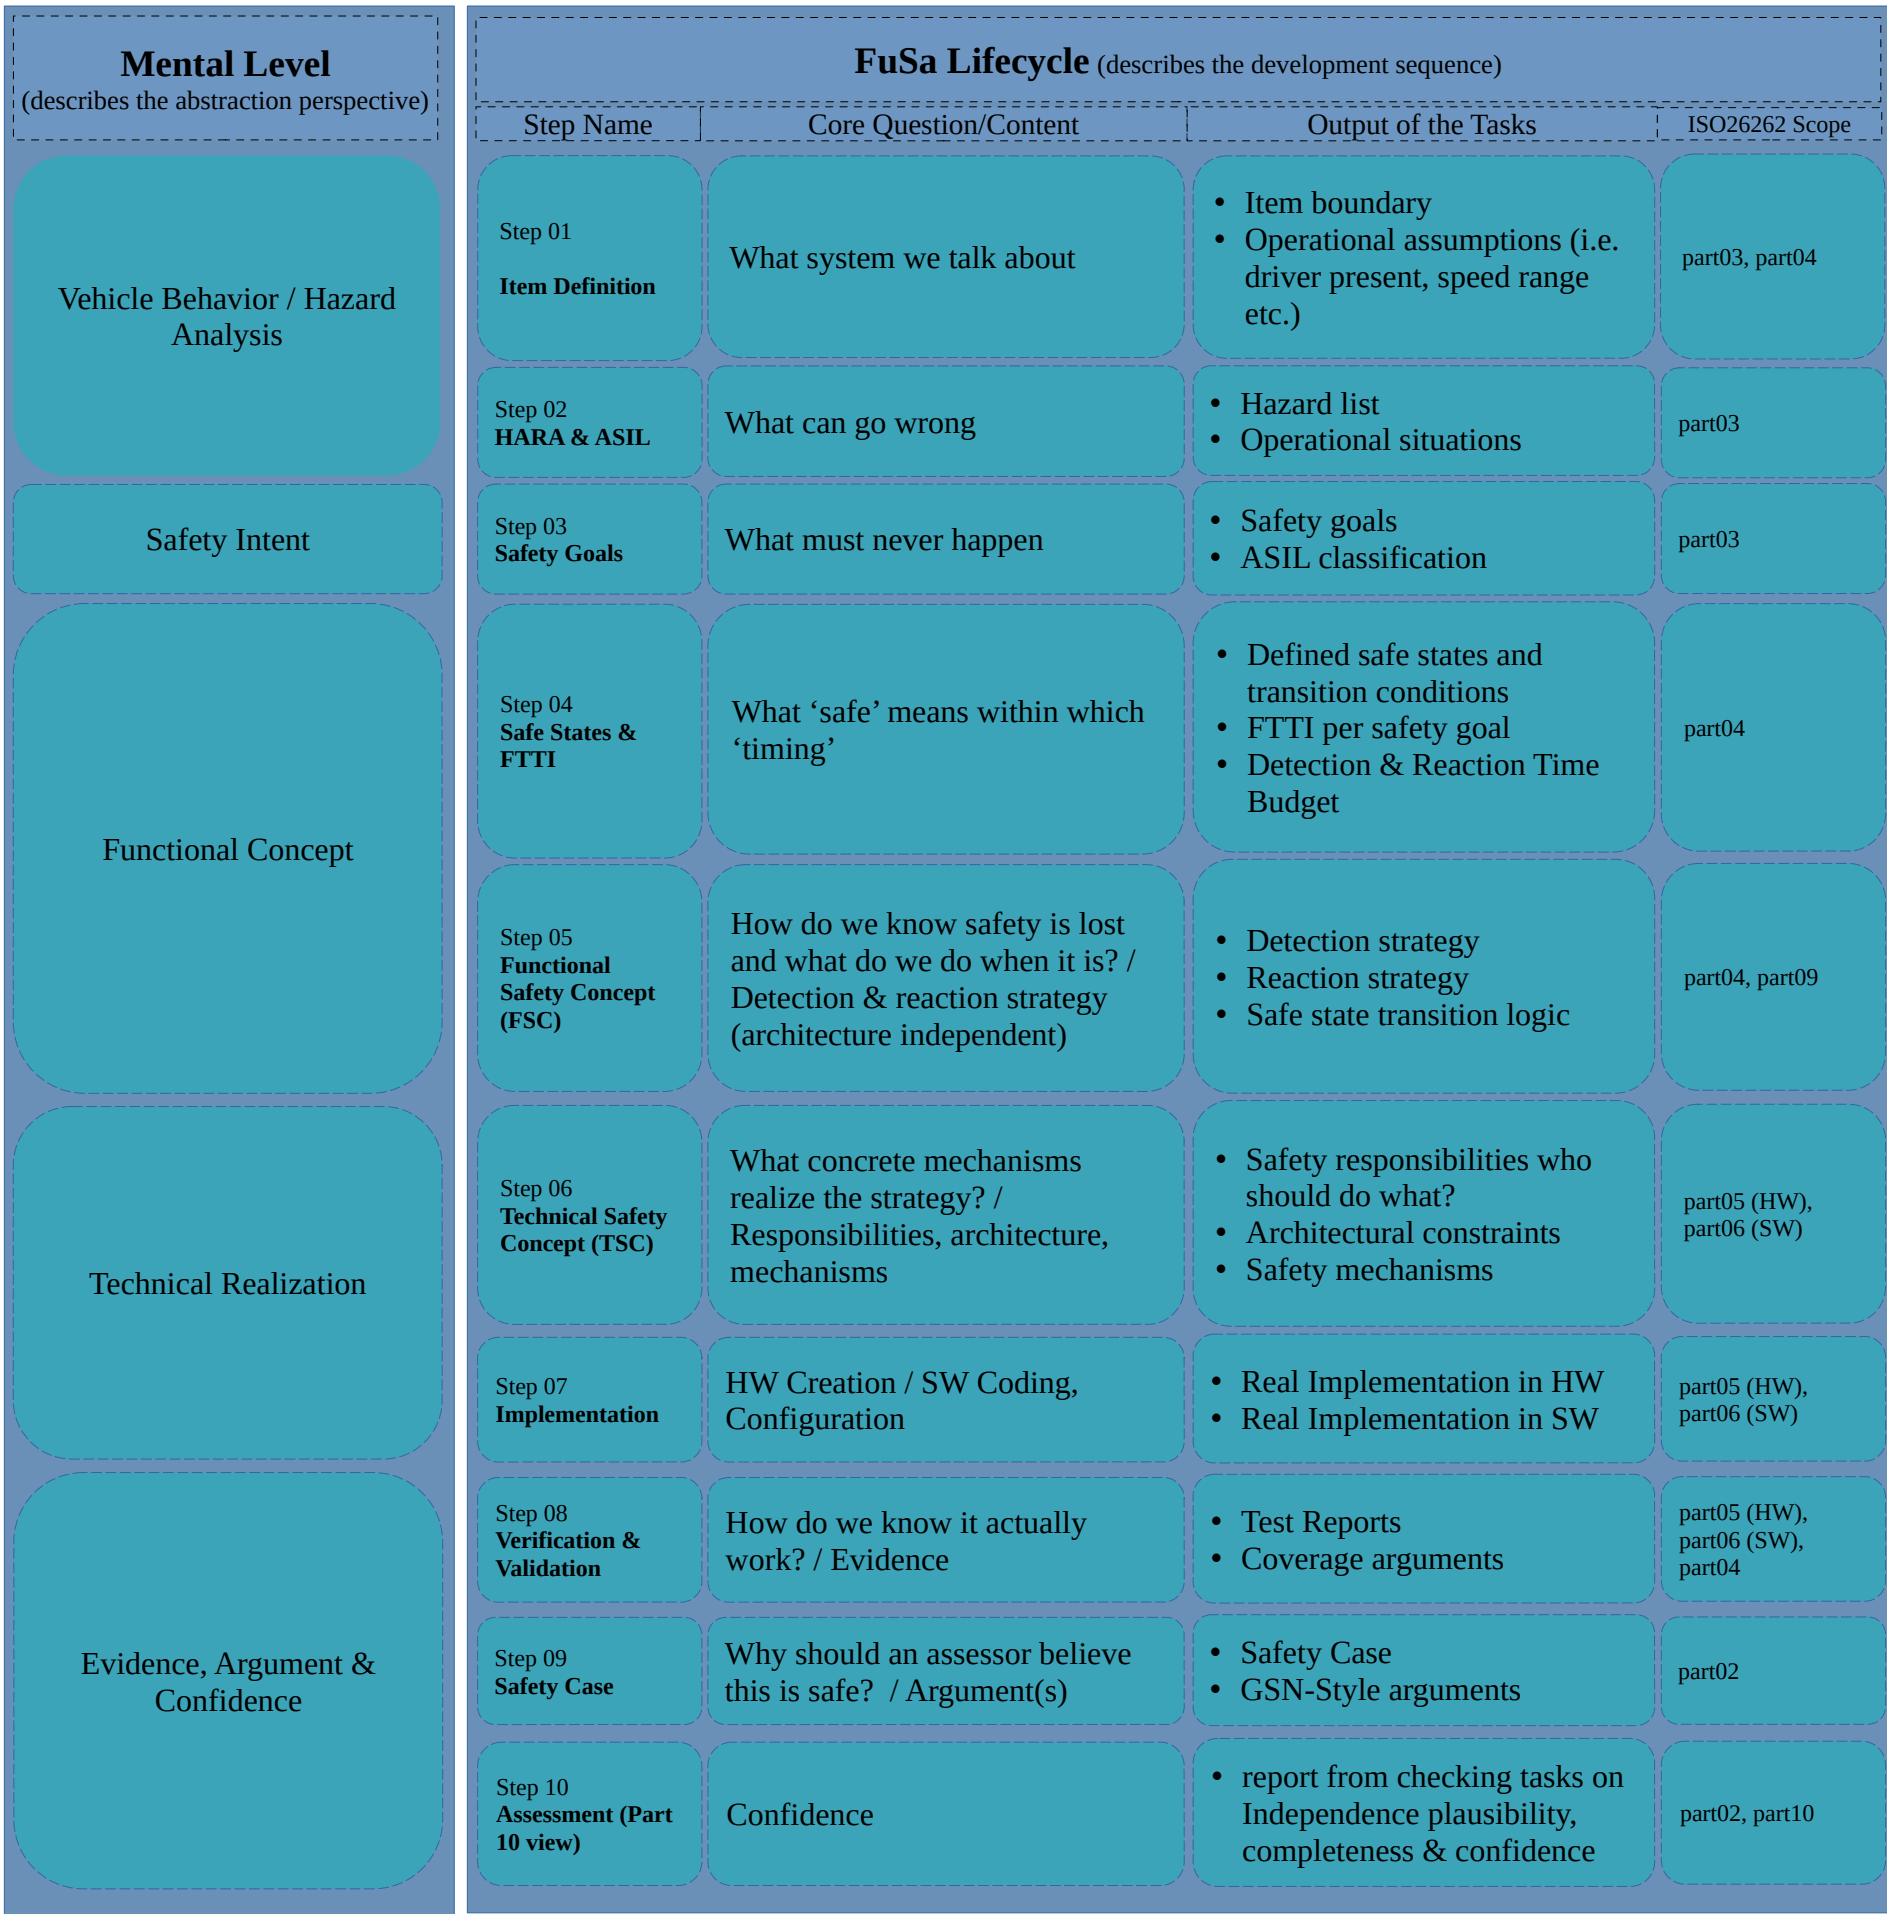 Mental Level
(describes the abstraction perspective)
Vehicle Behavior / Hazard
Analysis
Safety Intent
Functional Concept
Technical Realization
Evidence, Argument &
Confidence
FuSa Lifecycle (describes the development sequence)
Step Name
Core Question/Content
Output of the Tasks
ISO26262 Scope
Step 01
Item Definition
What system we talk about
• Item boundary
• Operational assumptions (i.e.
driver present, speed range
etc.)
part03, part04
Step 02
HARA & ASIL
What can go wrong
• Hazard list
• Operational situations
part03
Step 03
Safety Goals
What must never happen
• Safety goals
• ASIL classification
part03
Step 04
Safe States &
FTTI
What ‘safe’ means within which
‘timing’
• Defined safe states and
transition conditions
• FTTI per safety goal
• Detection & Reaction Time
Budget
part04
Step 05
Functional
Safety Concept
(FSC)
How do we know safety is lost
and what do we do when it is? /
Detection & reaction strategy
(architecture independent)
• Detection strategy
• Reaction strategy
• Safe state transition logic
part04, part09
Step 06
Technical Safety
Concept (TSC)
What concrete mechanisms
realize the strategy? /
Responsibilities, architecture,
mechanisms
• Safety responsibilities who
should do what?
• Architectural constraints
• Safety mechanisms
part05 (HW),
part06 (SW)
Step 07
Implementation
HW Creation / SW Coding,
Configuration
• Real Implementation in HW
• Real Implementation in SW
part05 (HW),
part06 (SW)
Step 08
Verification &
Validation
How do we know it actually
work? / Evidence
• Test Reports
• Coverage arguments
part05 (HW),
part06 (SW),
part04
Step 09
Safety Case
Why should an assessor believe
this is safe?  / Argument(s)
• Safety Case
• GSN-Style arguments
part02
Step 10
Assessment (Part
10 view)
Confidence
• report from checking tasks on
Independence plausibility,
completeness & confidence
part02, part10